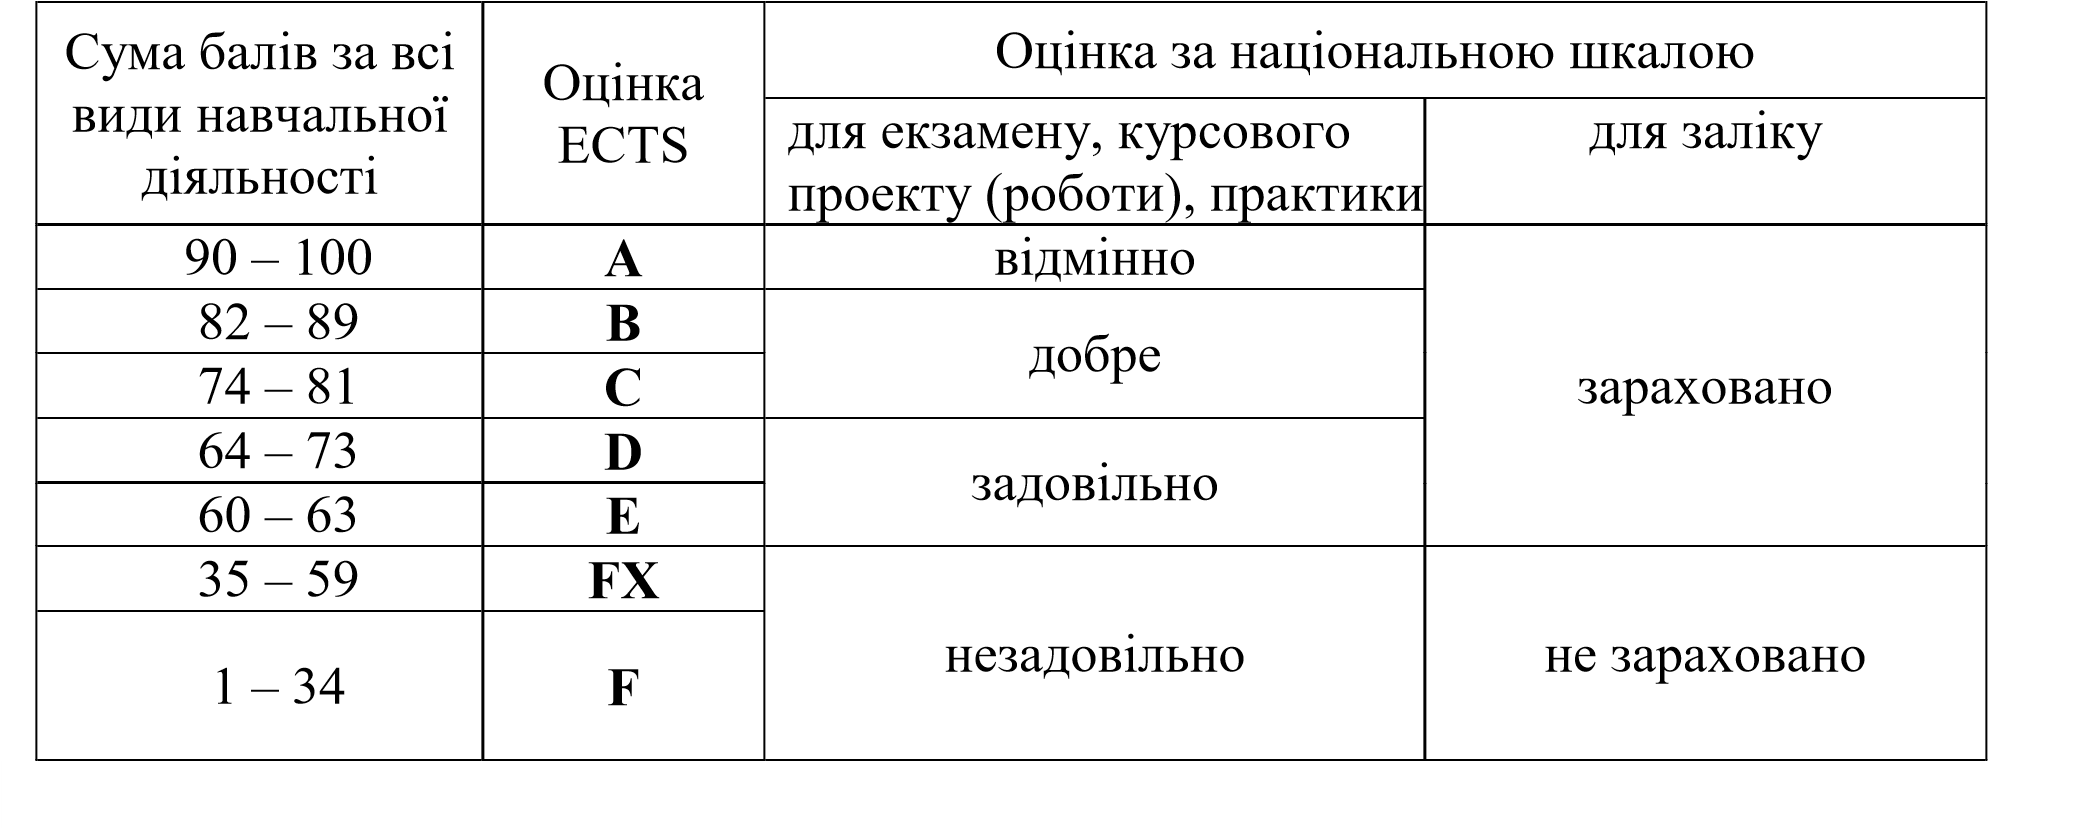 Сума балів за всі
види навчальної
діяльності
Оцінка
ECTS
Оцінка за національною шкалою
для екзамену, курсового
проекту (роботи), практики
для заліку
90 – 100
A
відмінно
82 – 89
B
добре
74 – 81
C
зараховано
64 – 73
D
задовільно
60 – 63
E
35 – 59
FX
незадовільно
не зараховано
1 – 34
F